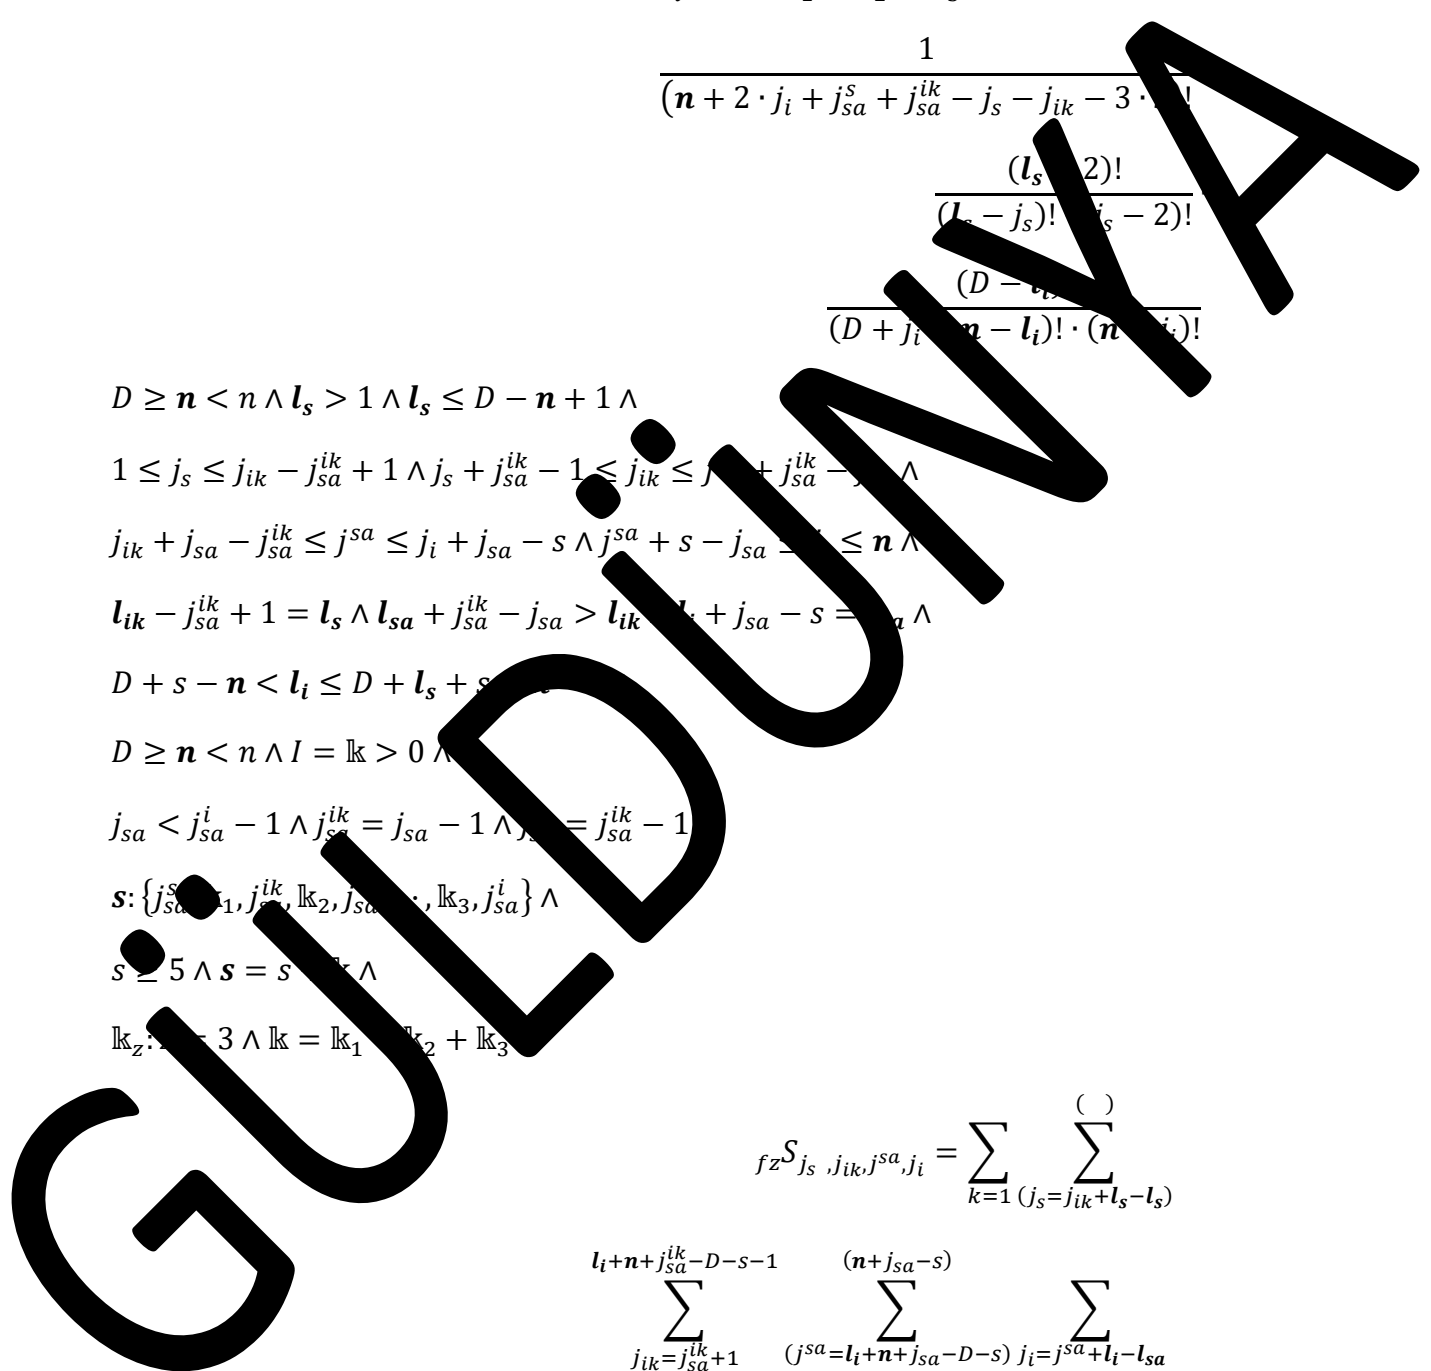 1
(n + 2 · j_i + j_sa^s + j_sa^ik − j_s − j_ik − 3 · )!
(l_s 2)!
(l_s − j_s)! j_s − 2)!
(D − l_i)
(D + j_i n − l_i)! · (n j_i)!
D ≥ n < n ∧ l_s > 1 ∧ l_s ≤ D − n + 1 ∧
1 ≤ j_s ≤ j_ik − j_sa^ik + 1 ∧ j_s + j_sa^ik − 1 ≤ j_ik ≤ + j_sa^ik − ∧
j_ik + j_sa − j_sa^ik ≤ j^sa ≤ j_i + j_sa − s ∧ j^sa + s − j_sa ≤ ≤ n ∧
l_ik − j_sa^ik + 1 = l_s ∧ l_sa + j_sa^ik − j_sa > l_ik + j_sa − s = ∧
D + s − n < l_i ≤ D + l_s + s
D ≥ n < n ∧ I = 𝕜 > 0 ∧
j_sa < j_sa^i − 1 ∧ j_sa^ik = j_sa − 1 ∧ = j_sa^ik − 1
s: {j_sa^s 𝕜_1, j_sa^ik, 𝕜_2, j_sa , 𝕜_3, j_sa^i} ∧
s ≥ 5 ∧ s = s 𝕜 ∧
𝕜_z: = 3 ∧ 𝕜 = 𝕜_1 𝕜_2 + 𝕜_3
( )
_fz S_{j_s ,j_ik,j^sa,j_i} = ∑ ∑
k=1 (j_s=j_ik+l_s−l_s)
l_i+n+j_sa^ik−D−s−1 (n+j_sa−s)
∑ ∑ ∑
j_ik=j_sa^ik+1 (j^sa=l_i+n+j_sa−D−s) j_i=j^sa+l_i−l_sa
GÜLDÜNYA